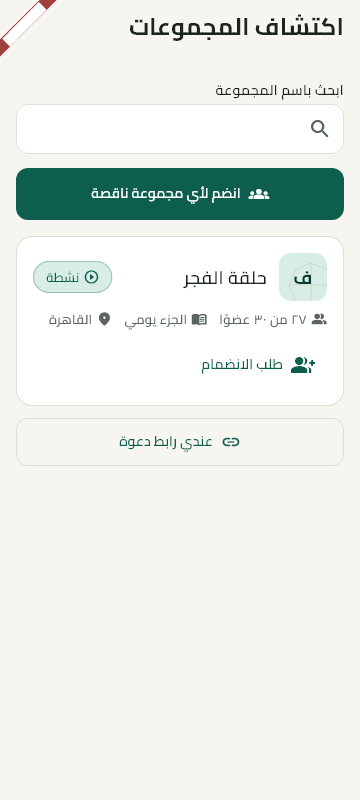 اكتشاف المجموعات
ابحث باسم المجموعة
انضم لأي مجموعة ناقصة
ف
حلقة الفجر
نشطة
٢٧ من ٣٠ عضوًا
الجزء يومي
القاهرة
طلب الانضمام
عندي رابط دعوة